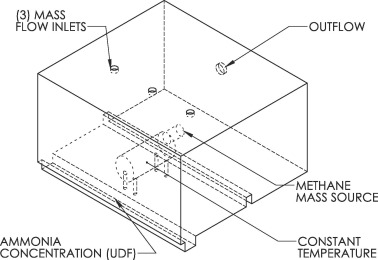 (3) MASS
FLOW INLETS
OUTFLOW
METHANE
MASS SOURCE
AMMONIA
CONCENTRATION (UDF)
CONSTANT
TEMPERATURE